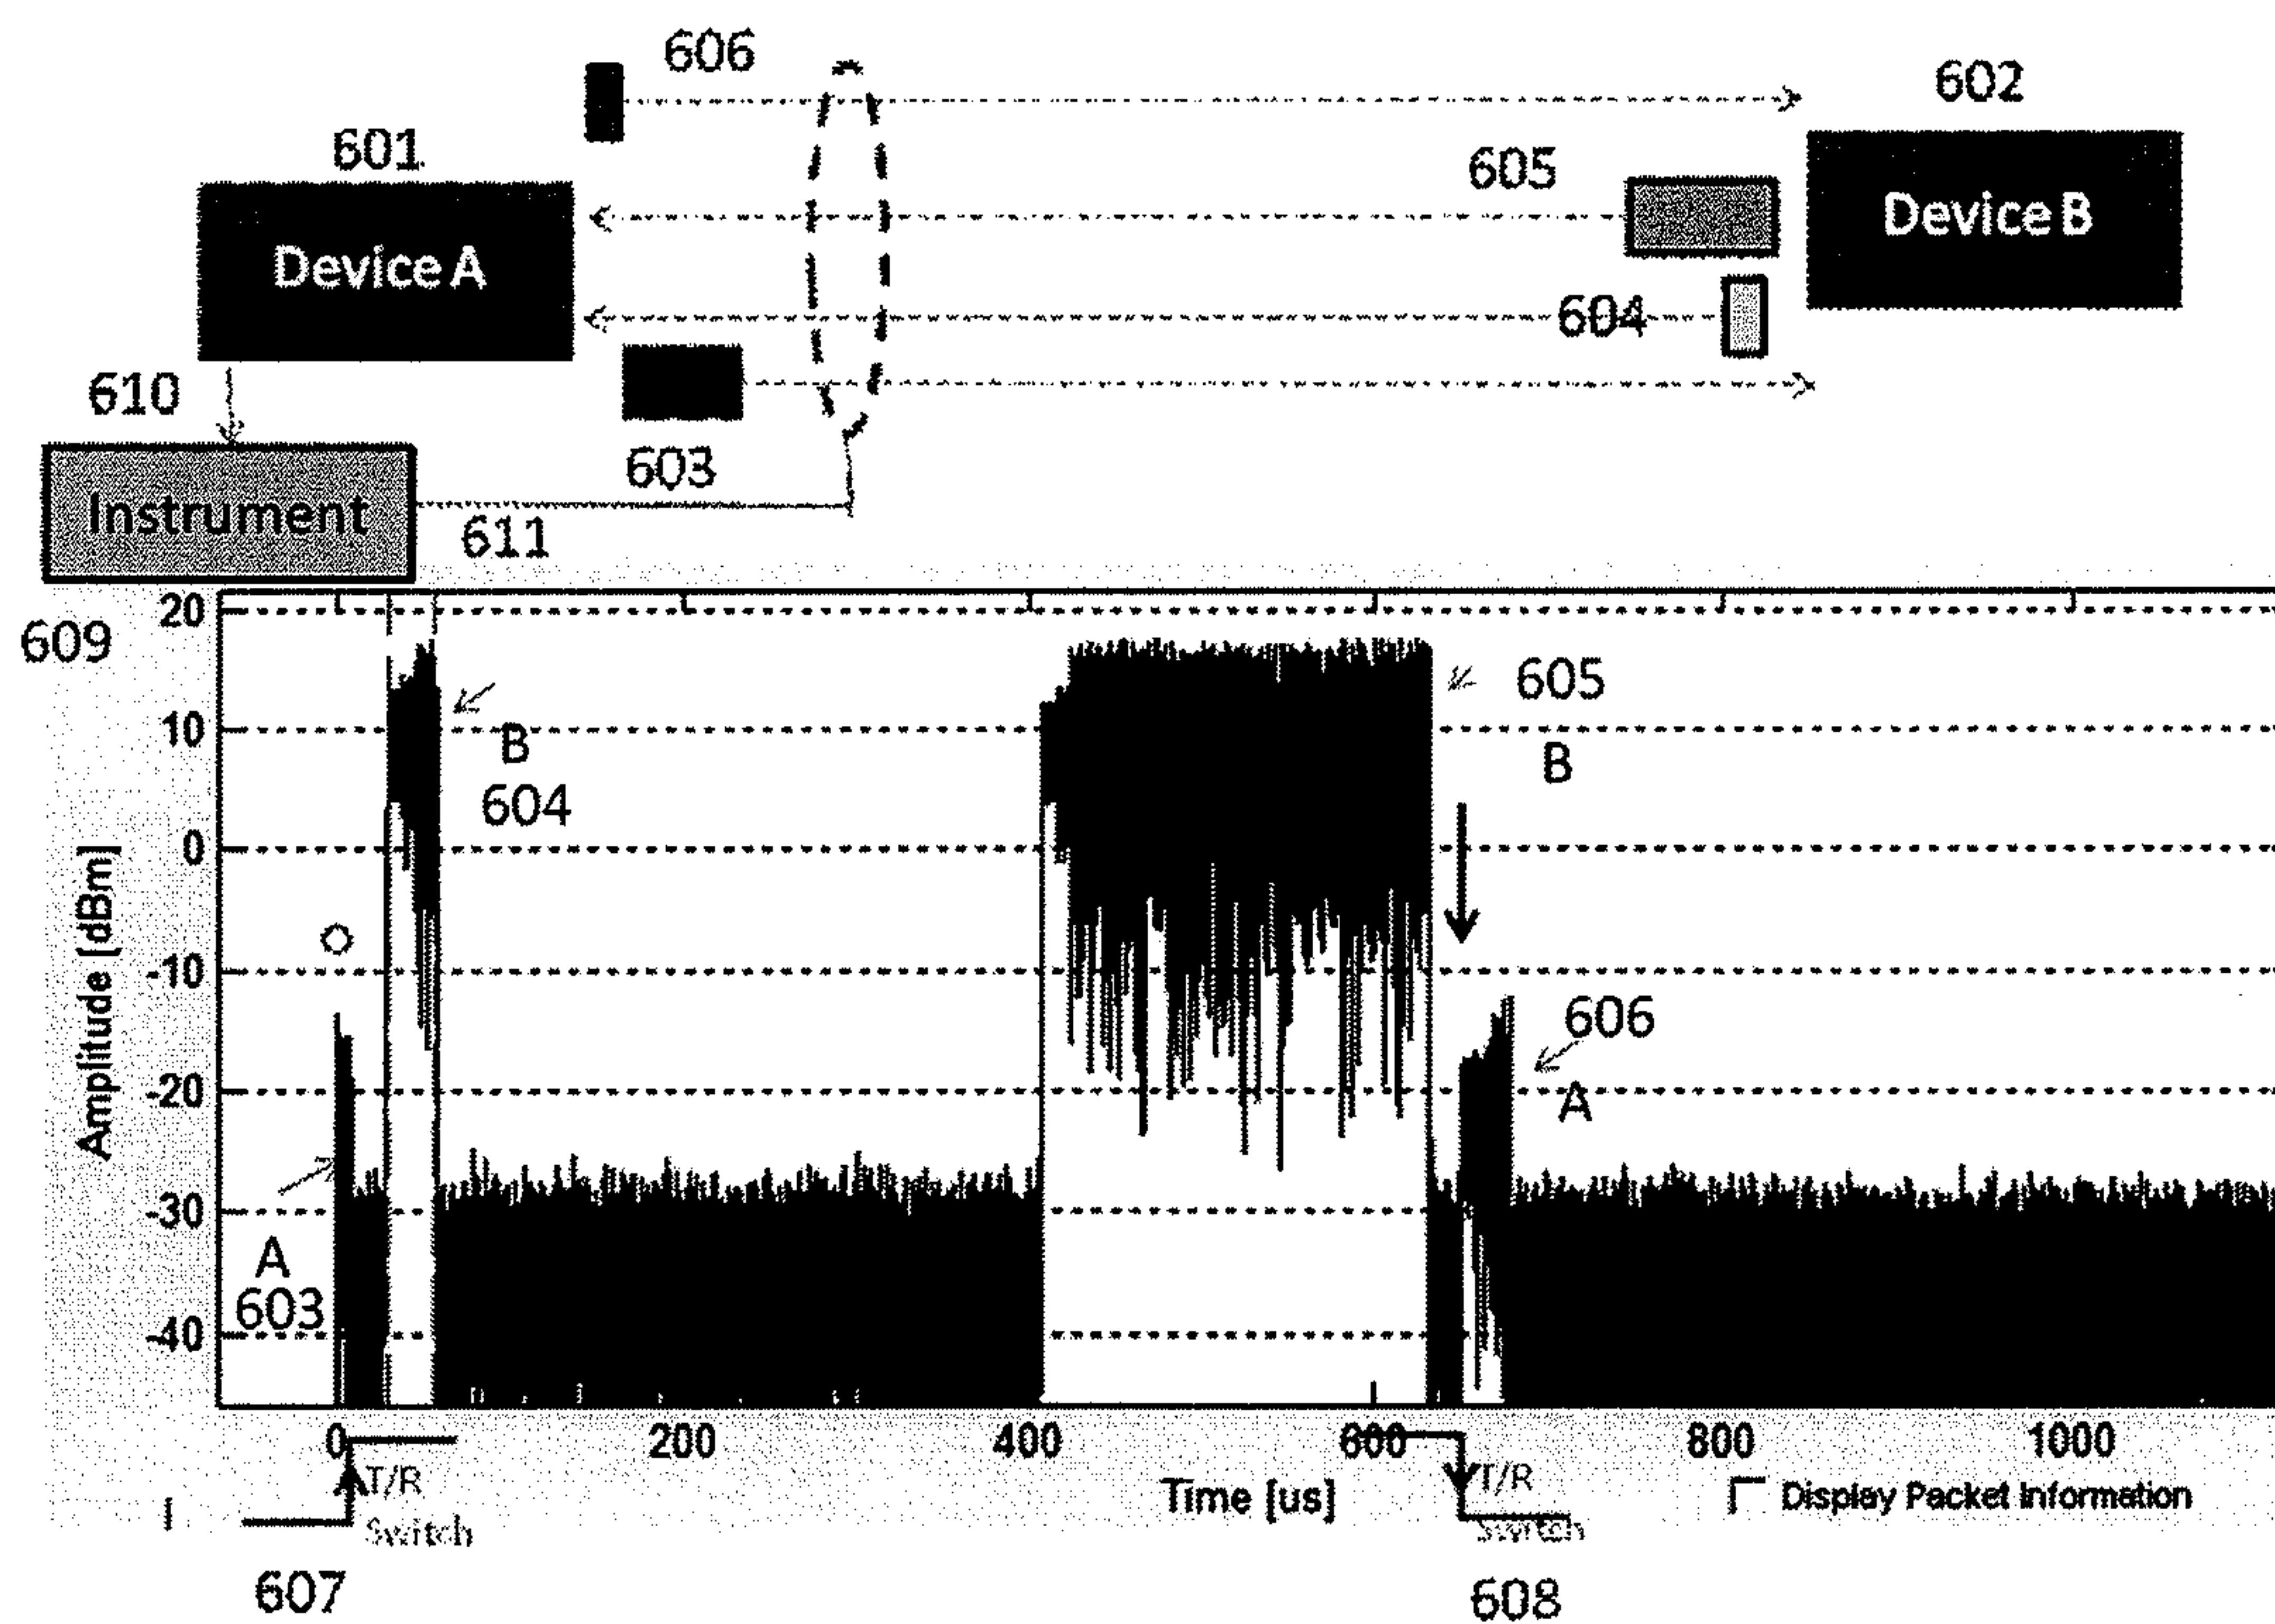 606
602
601
605
Device B
Device A
604
610
603
Instrument
611
609
20
10
0
-10
-20
-30
-40
Amplitude [dBm]
605
B
604
B
606
A
A
603
0
200
400
600
800
1000
T/R
Switch
Time [us]
T/R
Switch
Display Packet Information
607
608